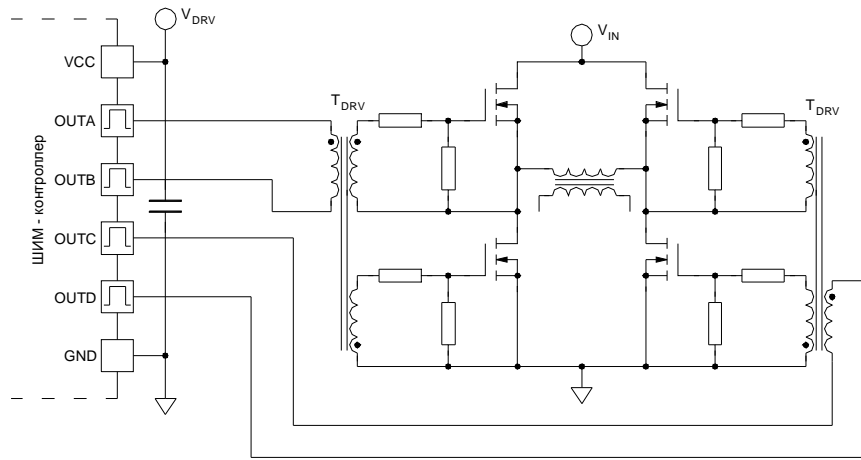 V_DRV
V_IN
VCC
T_DRV
T_DRV
OUTA
OUTB
OUTC
OUTD
GND
ШИМ - контроллер